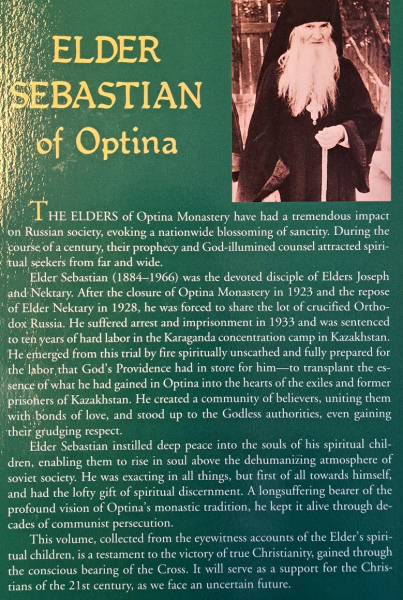 ELDER
SEBASTIAN
of Optina
THE ELDERS of Optina Monastery have had a tremendous impact
on Russian society, evoking a nationwide blossoming of sanctity. During the
course of a century, their prophecy and God-illumined counsel attracted spiri-
tual seekers from far and wide.
Elder Sebastian (1884–1966) was the devoted disciple of Elders Joseph
and Nektary. After the closure of Optina Monastery in 1923 and the repose
of Elder Nektary in 1928, he was forced to share the lot of crucified Ortho-
dox Russia. He suffered arrest and imprisonment in 1933 and was sentenced
to ten years of hard labor in the Karaganda concentration camp in Kazakhstan.
He emerged from this trial by fire spiritually unscathed and fully prepared for
the labor that God's Providence had in store for him—to transplant the es-
sence of what he had gained in Optina into the hearts of the exiles and former
prisoners of Kazakhstan. He created a community of believers, uniting them
with bonds of love, and stood up to the Godless authorities, even gaining
their grudging respect.
Elder Sebastian instilled deep peace into the souls of his spiritual chil-
dren, enabling them to rise in soul above the dehumanizing atmosphere of
soviet society. He was exacting in all things, but first of all towards himself,
and had the lofty gift of spiritual discernment. A longsuffering bearer of the
profound vision of Optina's monastic tradition, he kept it alive through de-
cades of communist persecution.
This volume, collected from the eyewitness accounts of the Elder's spiri-
tual children, is a testament to the victory of true Christianity, gained through
the conscious bearing of the Cross. It will serve as a support for the Chris-
tians of the 21st century, as we face an uncertain future.